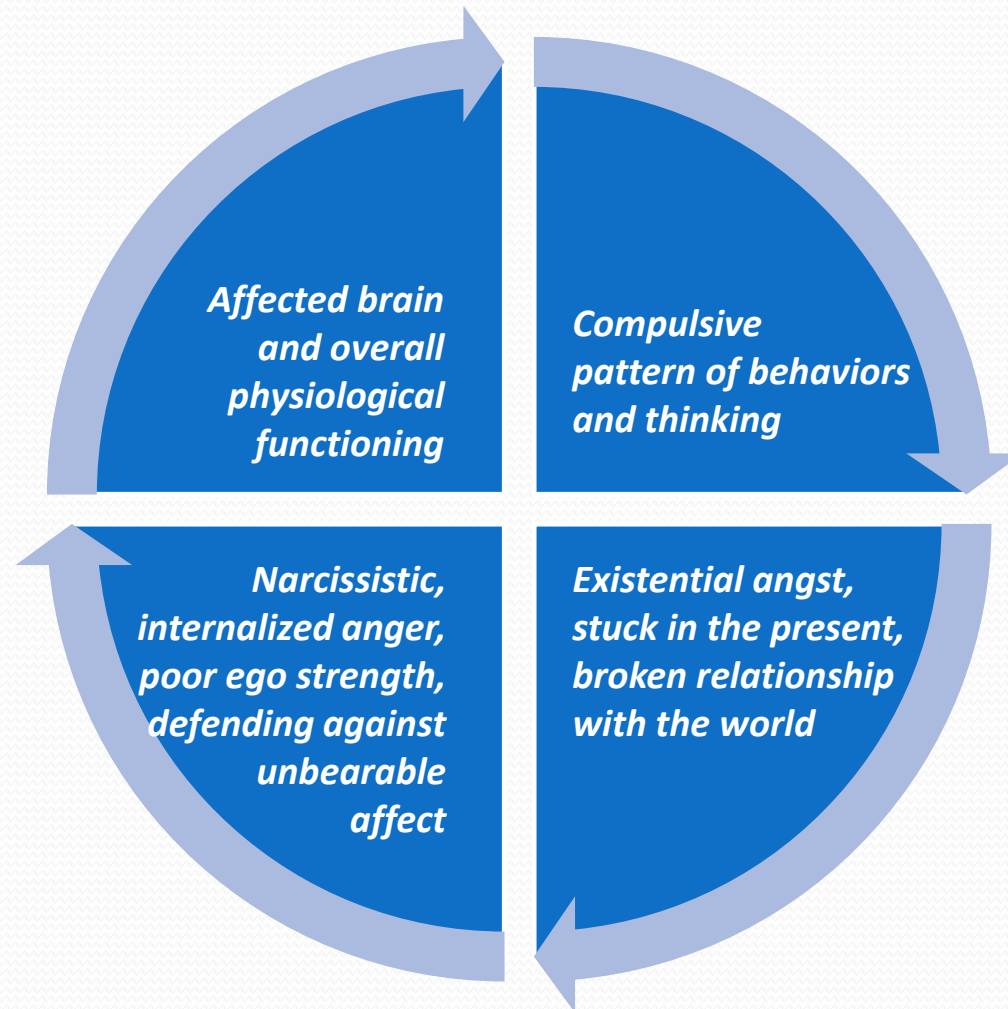 Affected brain
and overall
physiological
functioning
Compulsive
pattern of behaviors
and thinking
Narcissistic,
internalized anger,
poor ego strength,
defending against
unbearable
affect
Existential angst,
stuck in the present,
broken relationship
with the world